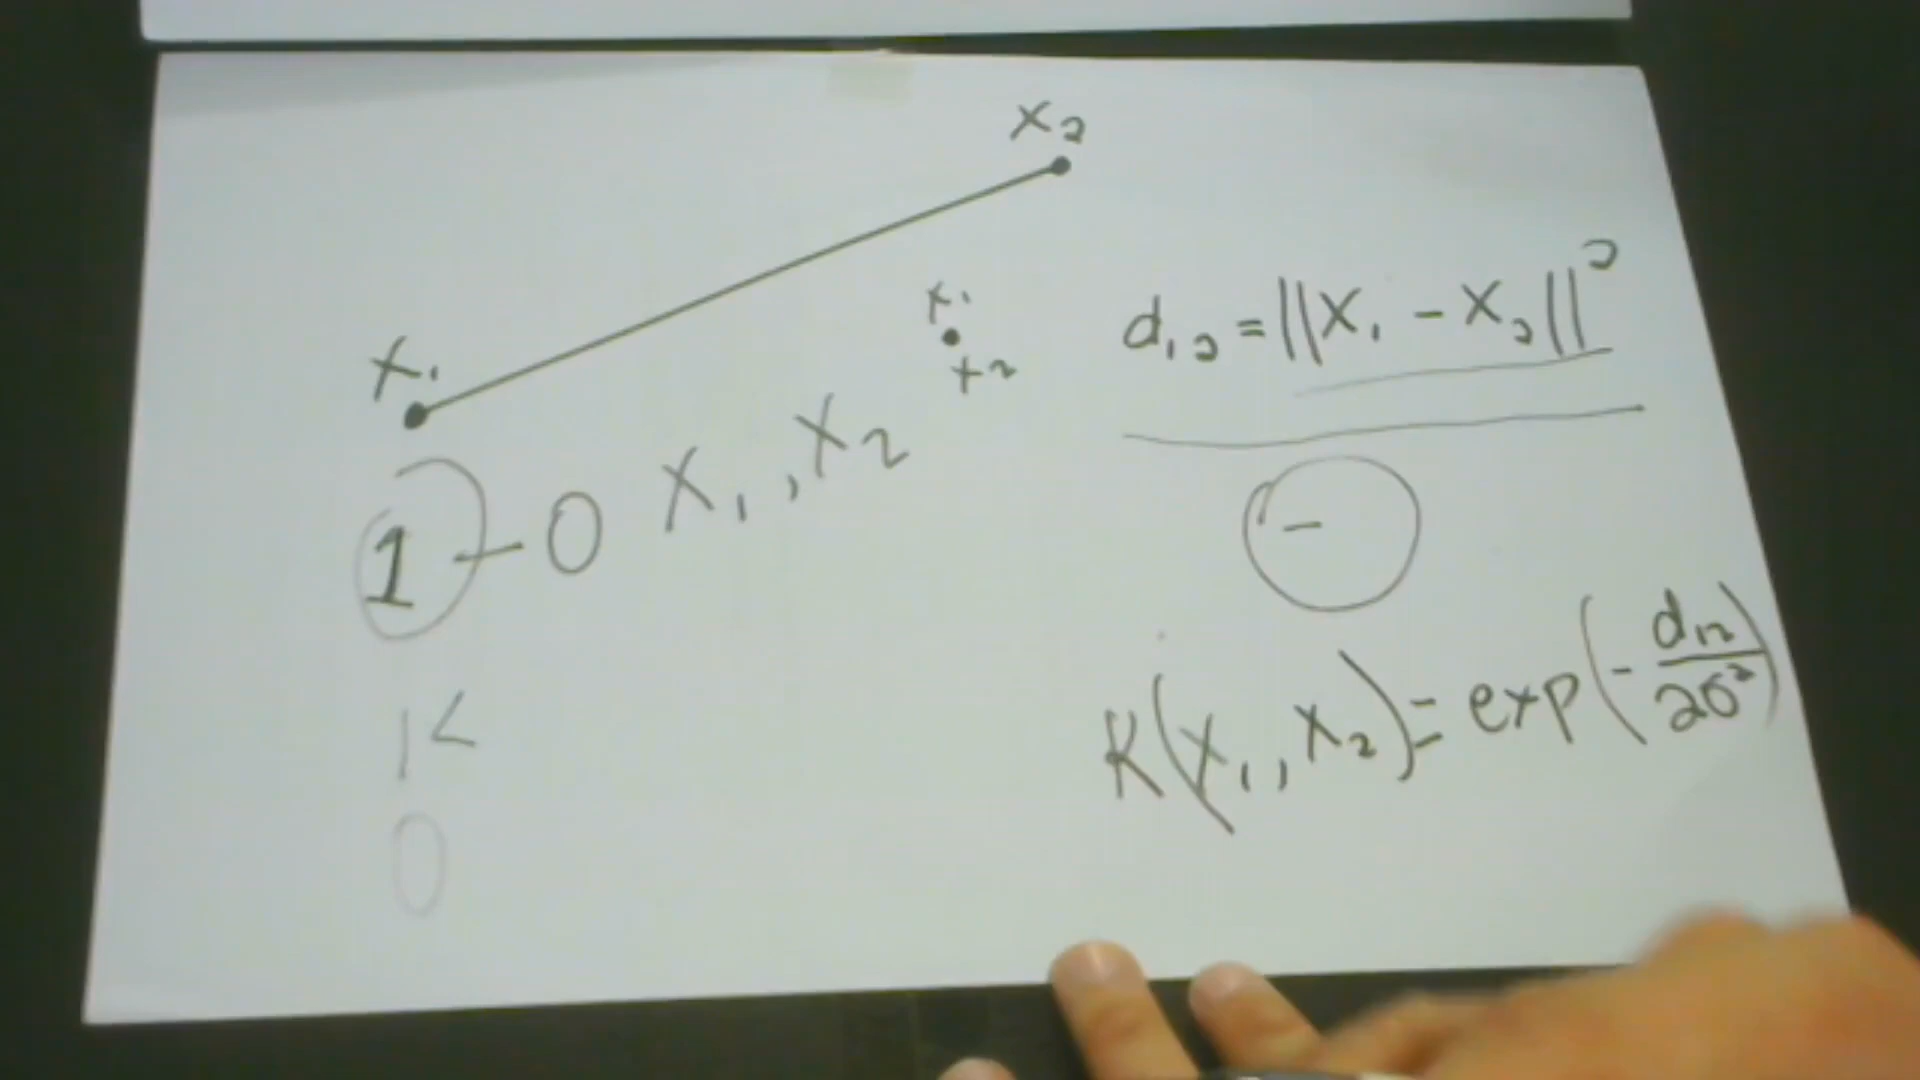 X₂
X₁
X₁
X₂
d₁₂ = ||X₁ - X₂||²
1 - 0 X₁, X₂
-
K(X₁, X₂) = exp(- d₁₂ / 2σ²)
1 <
0